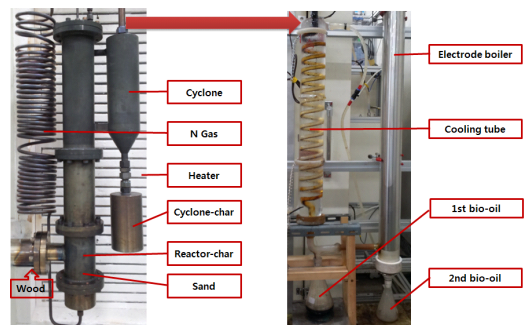 Cyclone
N Gas
Heater
Cyclone-char
Reactor-char
Sand
Wood
Electrode boiler
Cooling tube
1st bio-oil
2nd bio-oil